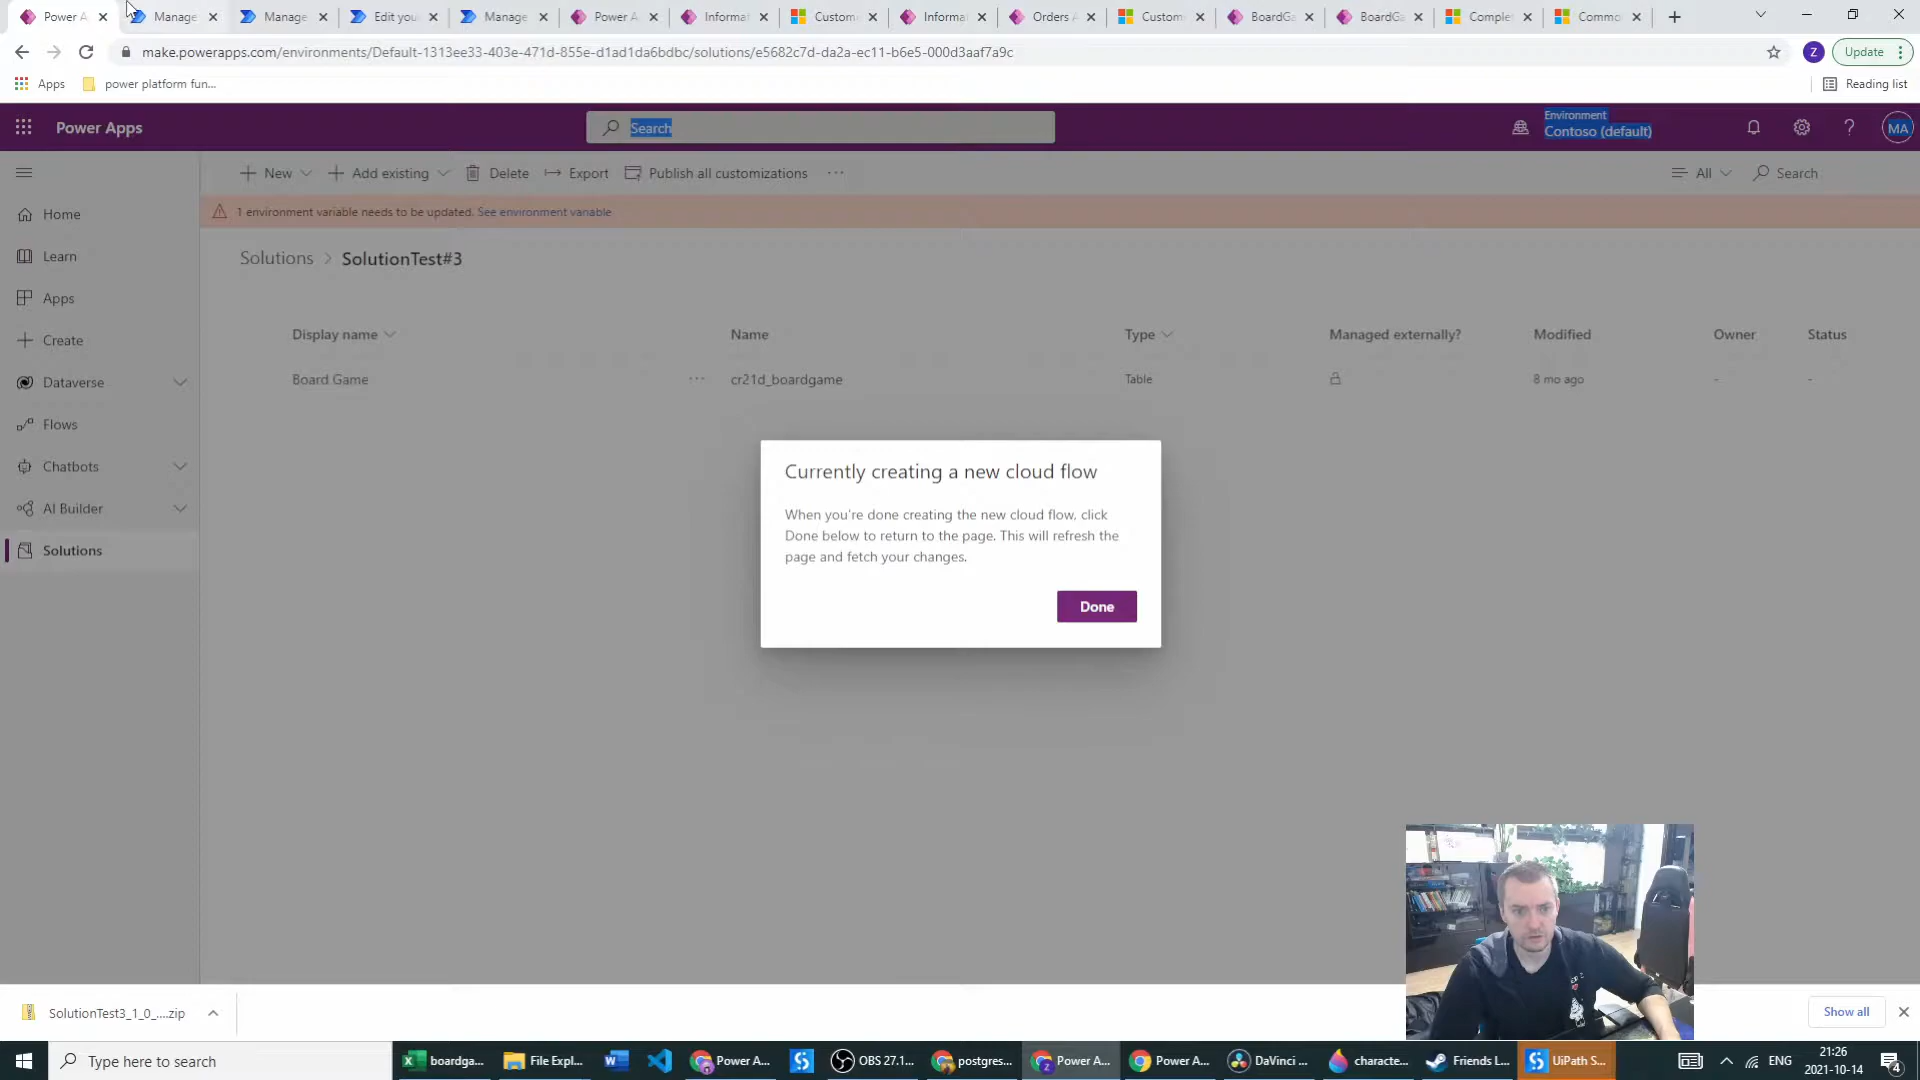 Power A
Manage
Manage
Edit you
Manage
Power A
Informat
Custom
Informat
Orders A
Custom
BoardGa
BoardGa
Complet
Commo
make.powerapps.com/environments/Default-1313ee33-403e-471d-855e-d1ad1da6bdbc/solutions/e5682c7d-da2a-ec11-b6e5-000d3aaf7a9c
Z
Update
Apps
power platform fun...
Reading list
Power Apps
Search
Environment
Contoso (default)
?
MA
New
Add existing
Delete
Export
Publish all customizations
...
All
Search
1 environment variable needs to be updated. See environment variable
Home
Learn
Apps
Create
Dataverse
Flows
Chatbots
AI Builder
Solutions
Solutions > SolutionTest#3
Display name
Name
Type
Managed externally?
Modified
Owner
Status
Board Game
...
cr21d_boardgame
Table
8 mo ago
-
-
Currently creating a new cloud flow
When you're done creating the new cloud flow, click
Done below to return to the page. This will refresh the
page and fetch your changes.
Done
SolutionTest3_1_0_....zip
Show all
Type here to search
boardga...
File Expl...
Power A...
OBS 27.1...
postgres...
Power A...
Power A...
DaVinci ...
characte...
Friends L...
UiPath S...
ENG
21:26
2021-10-14
4